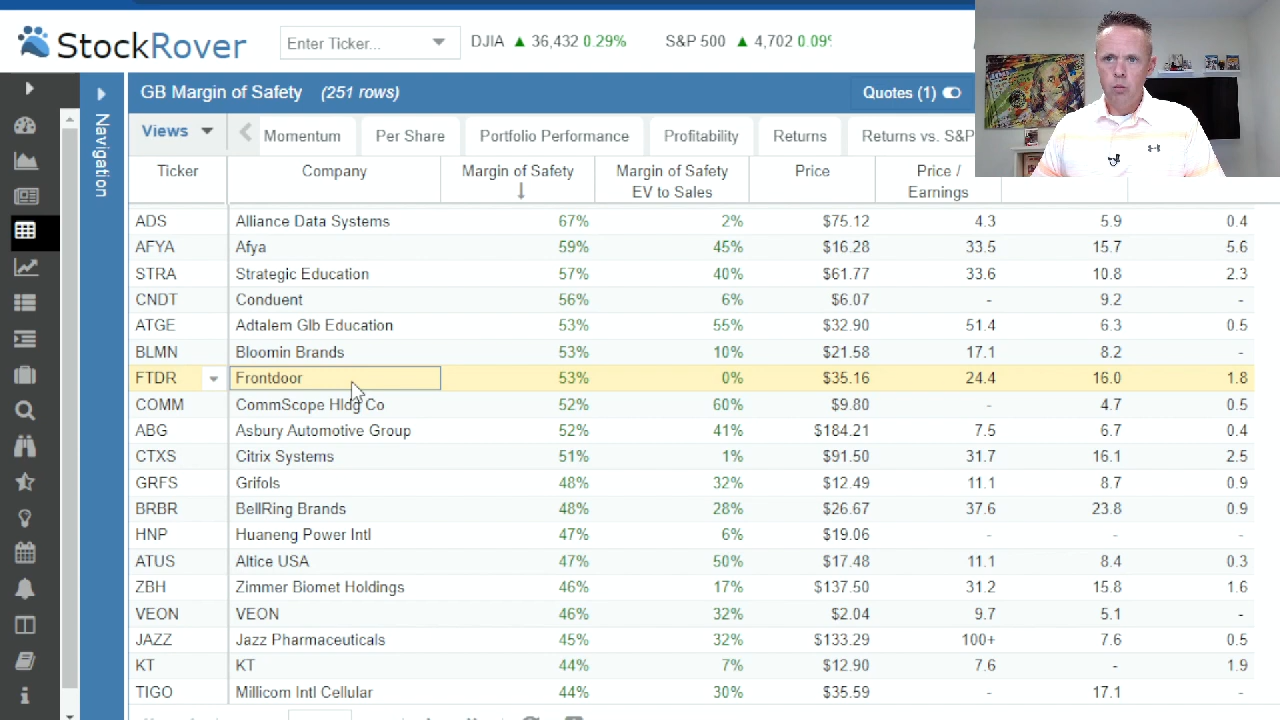 StockRover
Enter Ticker...
DJIA ▲ 36,432 0.29%
S&P 500 ▲ 4,702
GB Margin of Safety (251 rows)
Quotes (1)
Navigation
Views
Momentum
Per Share
Portfolio Performance
Profitability
Returns
Returns vs. S&P
Ticker
Company
Margin of Safety
Margin of Safety
EV to Sales
Price
Price /
Earnings
ADS Alliance Data Systems 67% 2% $75.12 4.3 5.9 0.4
AFYA Afya 59% 45% $16.28 33.5 15.7 5.6
STRA Strategic Education 57% 40% $61.77 33.6 10.8 2.3
CNDT Conduent 56% 6% $6.07 - 9.2 -
ATGE Adtalem Glb Education 53% 55% $32.90 51.4 6.3 0.5
BLMN Bloomin Brands 53% 10% $21.58 17.1 8.2 -
FTDR Frontdoor 53% 0% $35.16 24.4 16.0 1.8
COMM CommScope Hldg Co 52% 60% $9.80 - 4.7 0.5
ABG Asbury Automotive Group 52% 41% $184.21 7.5 6.7 0.4
CTXS Citrix Systems 51% 1% $91.50 31.7 16.1 2.5
GRFS Grifols 48% 32% $12.49 11.1 8.7 0.9
BRBR BellRing Brands 48% 28% $26.67 37.6 23.8 0.9
HNP Huaneng Power Intl 47% 6% $19.06 - - -
ATUS Altice USA 47% 50% $17.48 11.1 8.4 0.3
ZBH Zimmer Biomet Holdings 46% 17% $137.50 31.2 15.8 1.6
VEON VEON 46% 32% $2.04 9.7 5.1 -
JAZZ Jazz Pharmaceuticals 45% 32% $133.29 100+ 7.6 0.5
KT KT 44% 7% $12.90 7.6 - 1.9
TIGO Millicom Intl Cellular 44% 30% $35.59 - 17.1 -